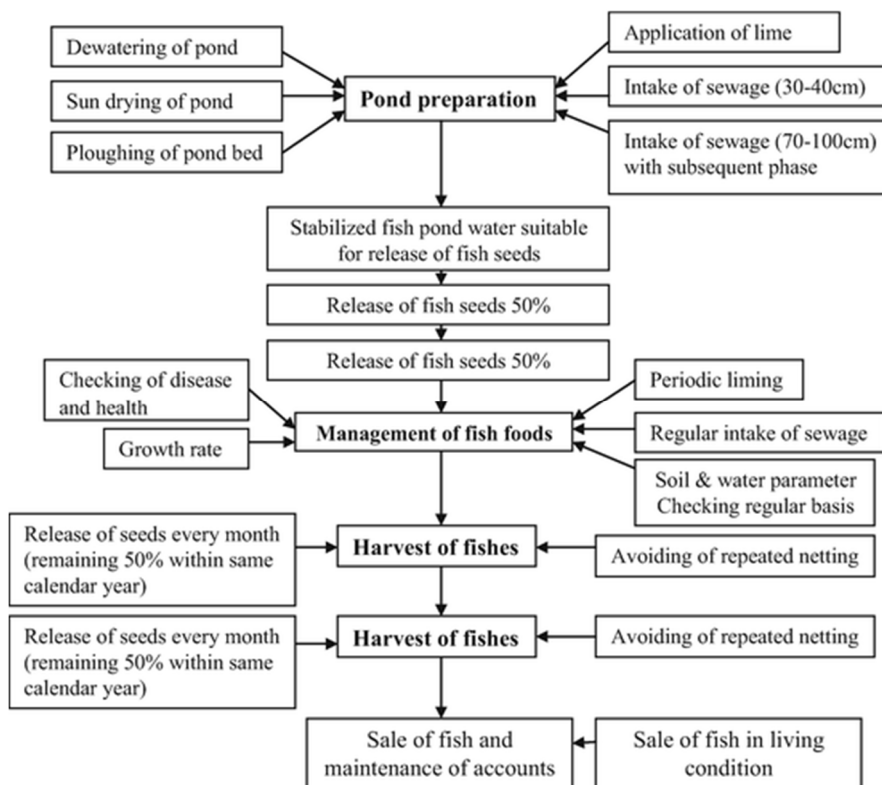 Dewatering of pond
Sun drying of pond
Ploughing of pond bed
Pond preparation
Application of lime
Intake of sewage (30-40cm)
Intake of sewage (70-100cm)
with subsequent phase
Stabilized fish pond water suitable
for release of fish seeds
Release of fish seeds 50%
Release of fish seeds 50%
Checking of disease
and health
Growth rate
Management of fish foods
Periodic liming
Regular intake of sewage
Soil & water parameter
Checking regular basis
Release of seeds every month
(remaining 50% within same
calendar year)
Harvest of fishes
Avoiding of repeated netting
Release of seeds every month
(remaining 50% within same
calendar year)
Harvest of fishes
Avoiding of repeated netting
Sale of fish and
maintenance of accounts
Sale of fish in living
condition